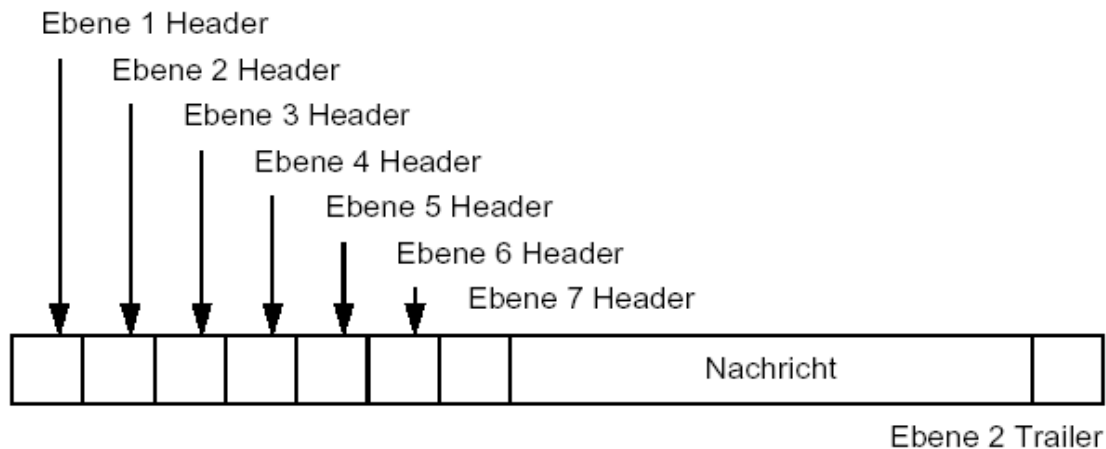 Ebene 1 Header
Ebene 2 Header
Ebene 3 Header
Ebene 4 Header
Ebene 5 Header
Ebene 6 Header
Ebene 7 Header
Nachricht
Ebene 2 Trailer